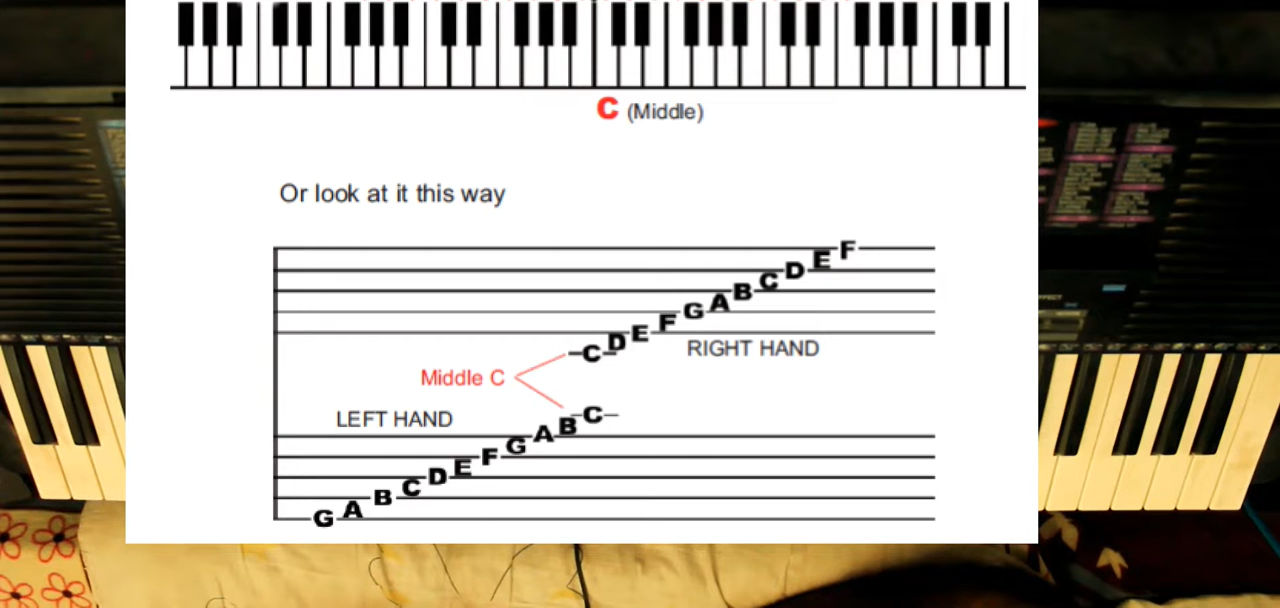 C (Middle)
Or look at it this way
F
E
D
C
B
A
G
F
E
D
C
RIGHT HAND
Middle C
LEFT HAND
C
B
A
G
F
E
D
C
B
A
G